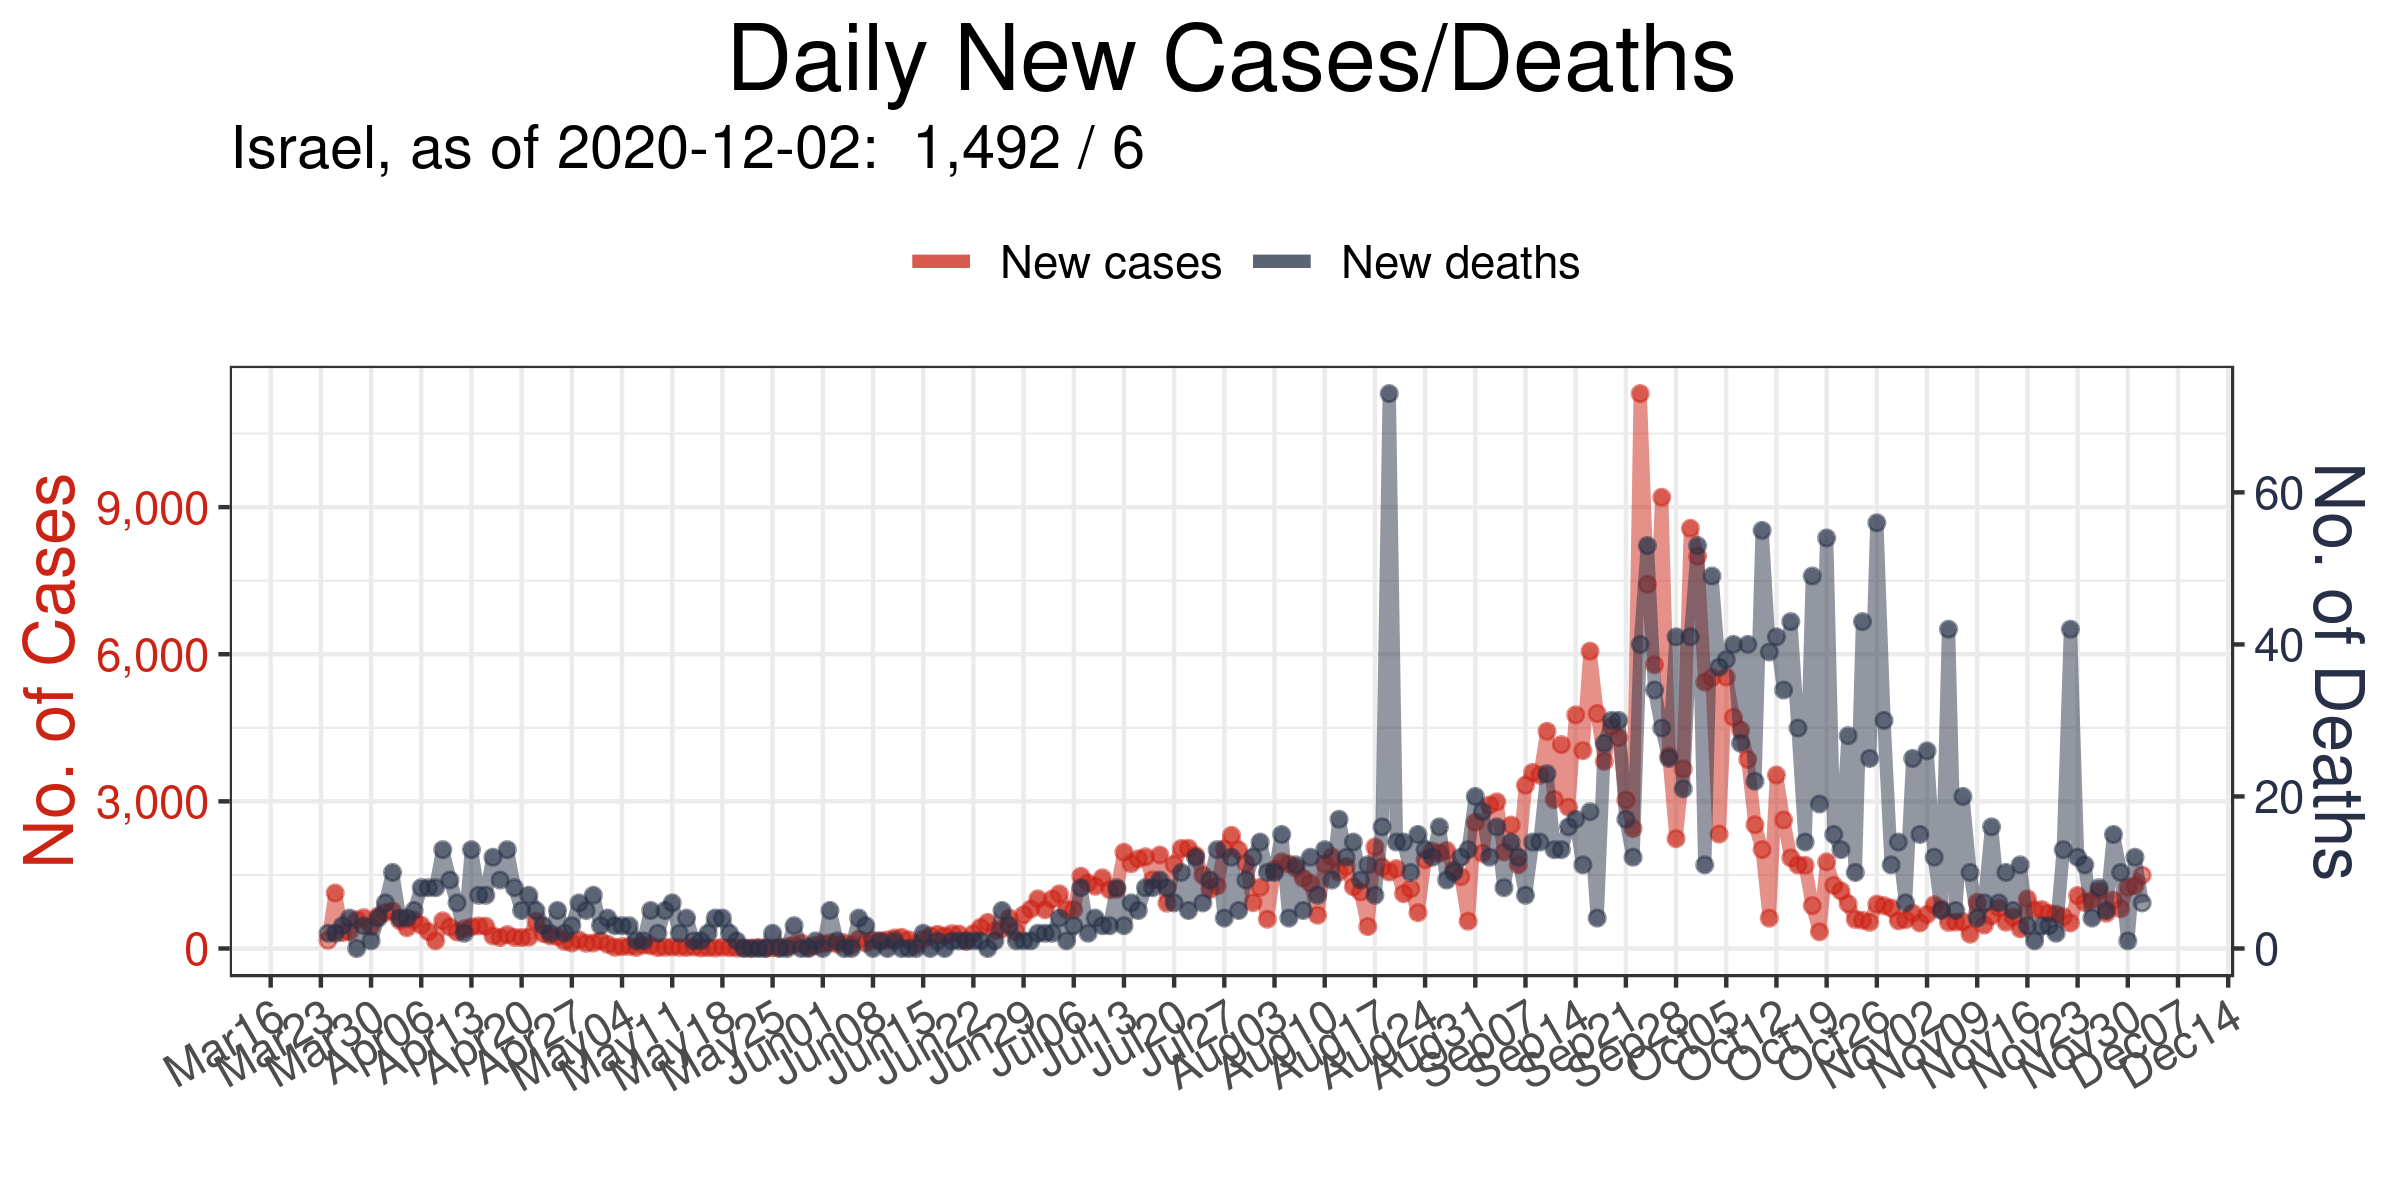 Daily New Cases/Deaths
Israel, as of 2020-12-02:  1,492 / 6
New cases
New deaths
No. of Cases
9,000
6,000
3,000
0
60
40
20
0
No. of Deaths
Mar16
Mar23
Mar30
Apr06
Apr13
Apr20
Apr27
May04
May11
May18
May25
Jun01
Jun08
Jun15
Jun22
Jun29
Jul06
Jul13
Jul20
Jul27
Aug03
Aug10
Aug17
Aug24
Aug31
Sep07
Sep14
Sep21
Sep28
Oct05
Oct12
Oct19
Oct26
Nov02
Nov09
Nov16
Nov23
Nov30
Dec07
Dec14